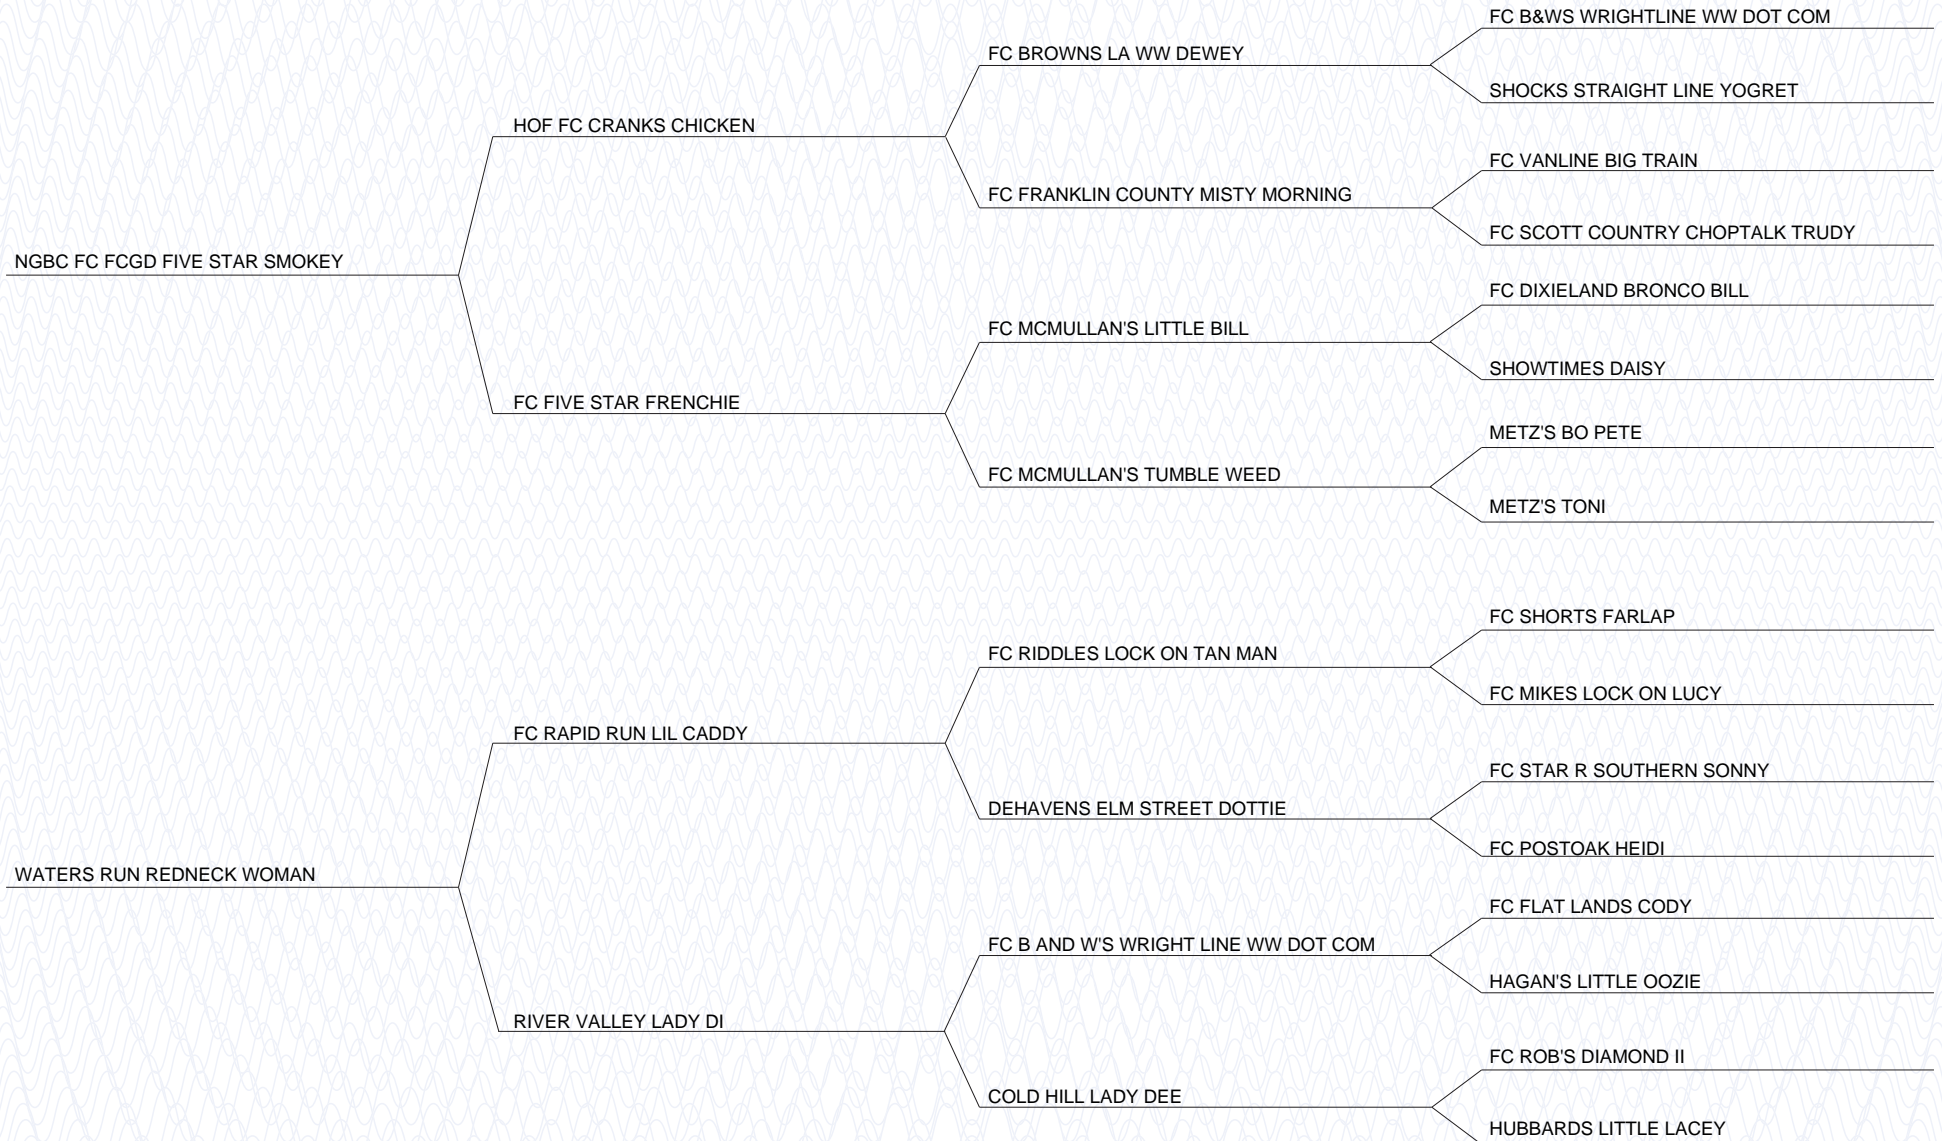 FC B&WS WRIGHTLINE WW DOT COM
FC BROWNS LA WW DEWEY
SHOCKS STRAIGHT LINE YOGRET
HOF FC CRANKS CHICKEN
FC VANLINE BIG TRAIN
FC FRANKLIN COUNTY MISTY MORNING
FC SCOTT COUNTRY CHOPTALK TRUDY
NGBC FC FCGD FIVE STAR SMOKEY
FC DIXIELAND BRONCO BILL
FC MCMULLAN'S LITTLE BILL
SHOWTIMES DAISY
FC FIVE STAR FRENCHIE
METZ'S BO PETE
FC MCMULLAN'S TUMBLE WEED
METZ'S TONI
FC SHORTS FARLAP
FC RIDDLES LOCK ON TAN MAN
FC MIKES LOCK ON LUCY
FC RAPID RUN LIL CADDY
FC STAR R SOUTHERN SONNY
DEHAVENS ELM STREET DOTTIE
FC POSTOAK HEIDI
WATERS RUN REDNECK WOMAN
FC FLAT LANDS CODY
FC B AND W'S WRIGHT LINE WW DOT COM
HAGAN'S LITTLE OOZIE
RIVER VALLEY LADY DI
FC ROB'S DIAMOND II
COLD HILL LADY DEE
HUBBARDS LITTLE LACEY